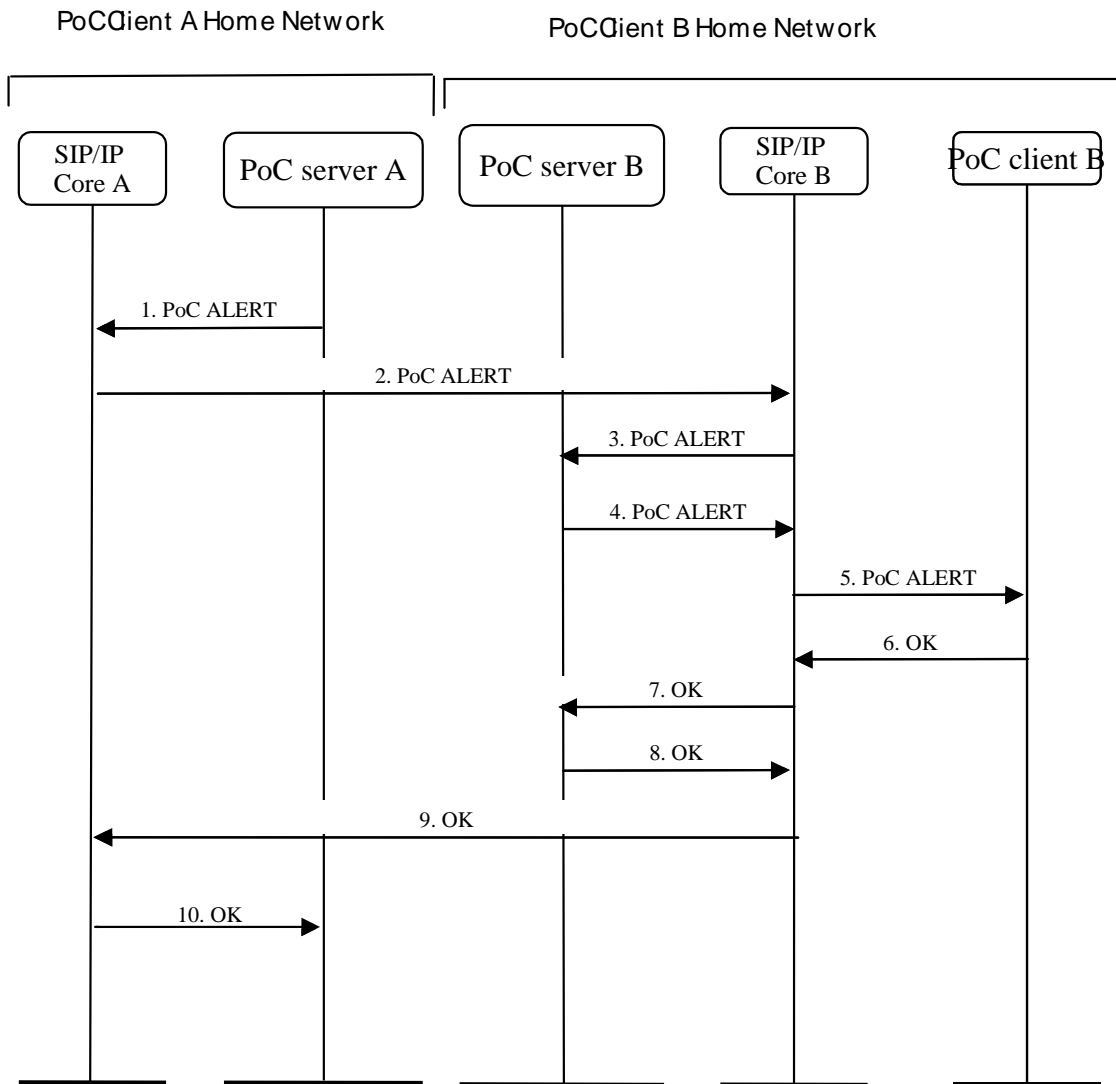 PoCClient A Home Network
PoCClient B Home Network
SIP/IP
Core A
PoC server A
PoC server B
SIP/IP
Core B
PoC client B
1. PoC ALERT
2. PoC ALERT
3. PoC ALERT
4. PoC ALERT
5. PoC ALERT
6. OK
7. OK
8. OK
9. OK
10. OK